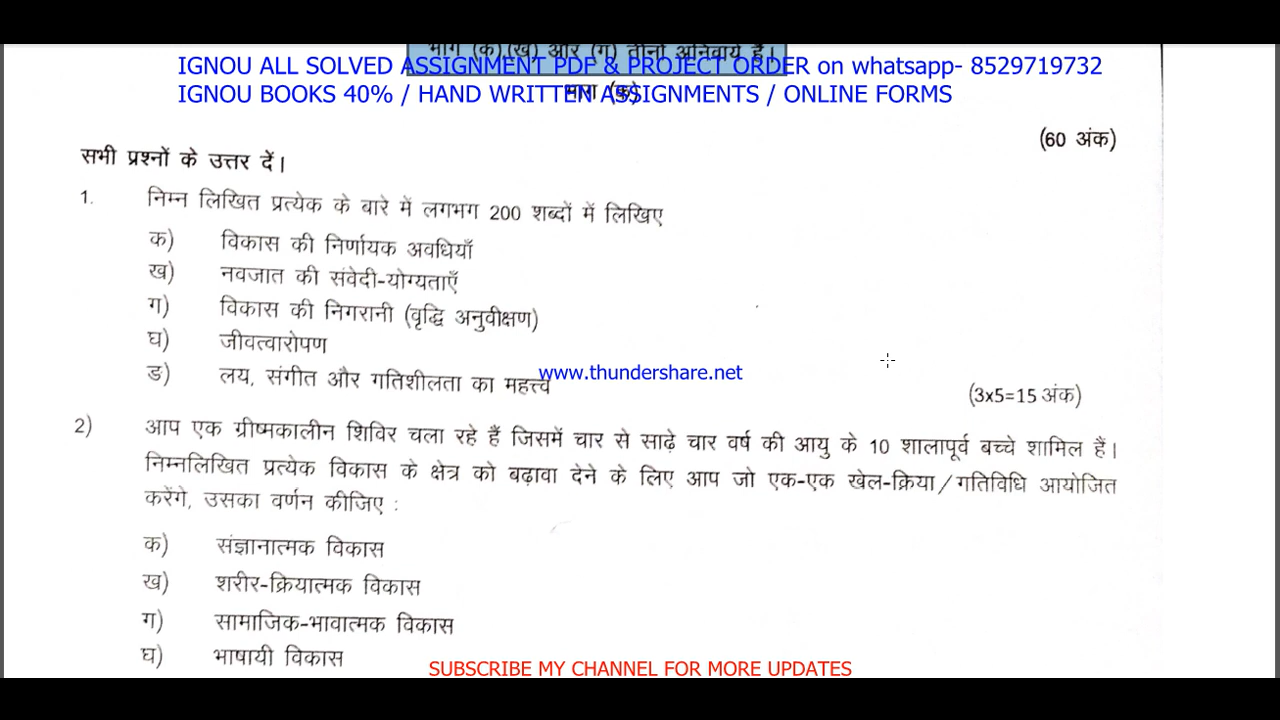 भाग (क),(ख) और (ग) तीनों अनिवार्य हैं।
IGNOU ALL SOLVED ASSIGNMENT PDF & PROJECT ORDER on whatsapp- 8529719732
IGNOU BOOKS 40% / HAND WRITTEN ASSIGNMENTS / ONLINE FORMS
भाग (क)
(60 अंक)
सभी प्रश्नों के उत्तर दें।
1. निम्न लिखित प्रत्येक के बारे में लगभग 200 शब्दों में लिखिए
क) विकास की निर्णायक अवधियाँ
ख) नवजात की संवेदी-योग्यताएँ
ग) विकास की निगरानी (वृद्धि अनुवीक्षण)
घ) जीवत्वारोपण
ङ) लय, संगीत और गतिशीलता का महत्त्व
www.thundershare.net
(3x5=15 अंक)
2) आप एक ग्रीष्मकालीन शिविर चला रहे हैं जिसमें चार से साढ़े चार वर्ष की आयु के 10 शालापूर्व बच्चे शामिल हैं।
निम्नलिखित प्रत्येक विकास के क्षेत्र को बढ़ावा देने के लिए आप जो एक-एक खेल-क्रिया/गतिविधि आयोजित
करेंगे, उसका वर्णन कीजिए :
क) संज्ञानात्मक विकास
ख) शरीर-क्रियात्मक विकास
ग) सामाजिक-भावात्मक विकास
घ) भाषायी विकास
SUBSCRIBE MY CHANNEL FOR MORE UPDATES